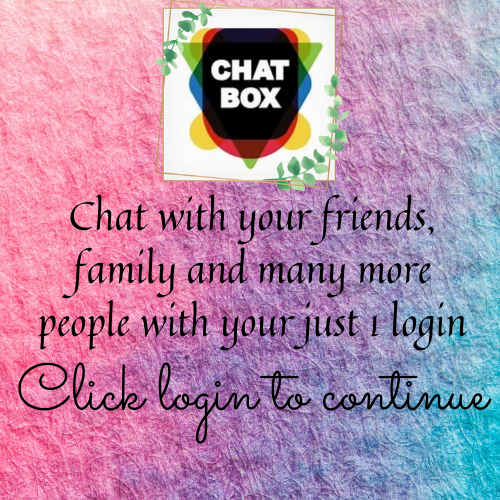 CHAT
BOX
Chat with your friends,
family and many more
people with your just 1 login
Click login to continue